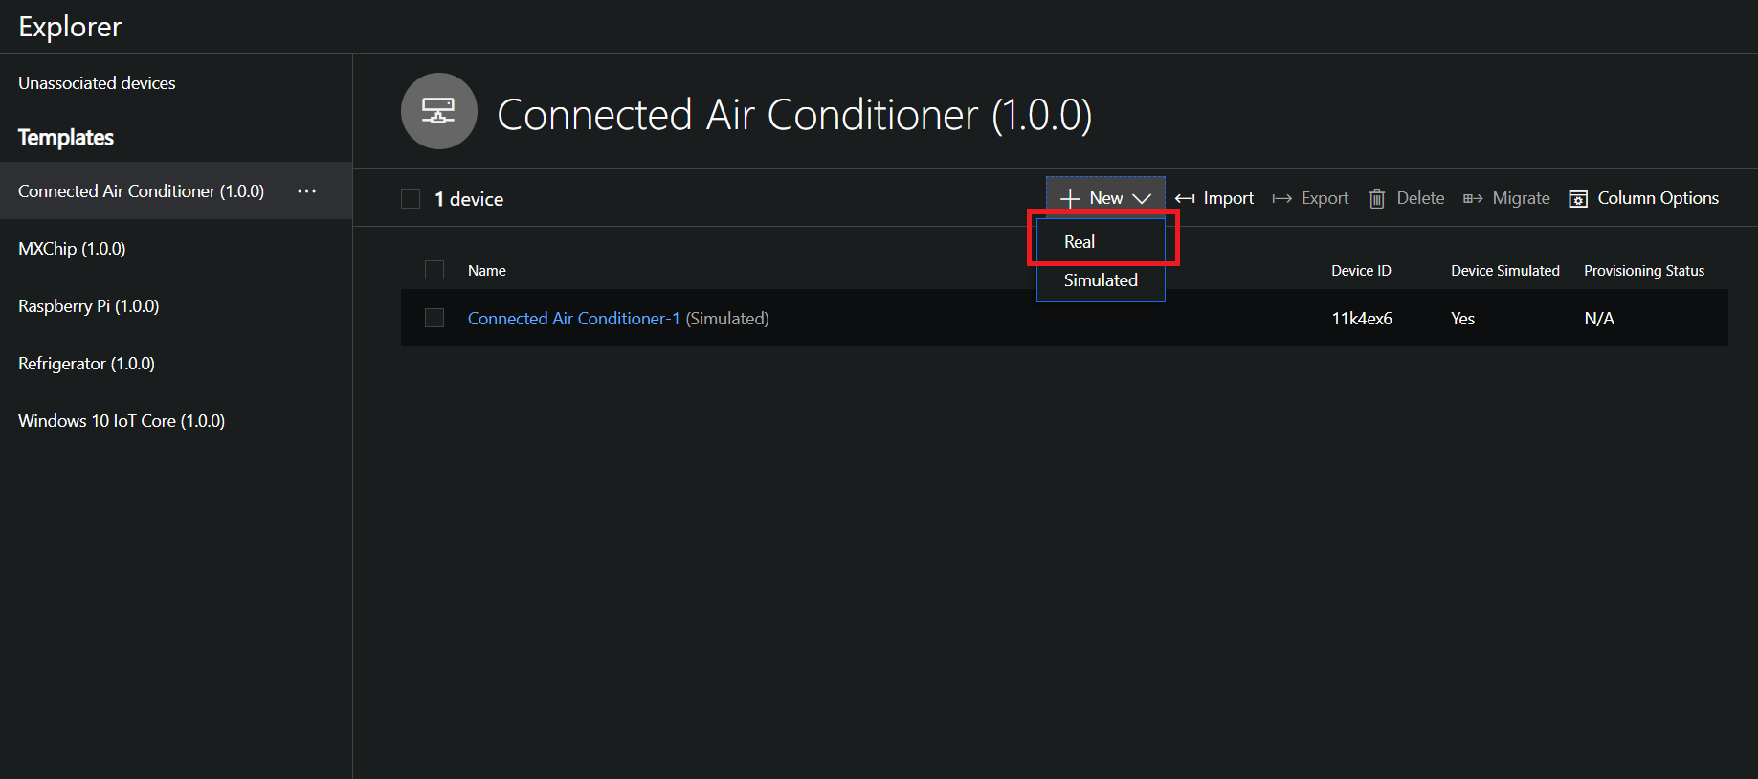 Explorer
Unassociated devices
Templates
Connected Air Conditioner (1.0.0) ...
MXChip (1.0.0)
Raspberry Pi (1.0.0)
Refrigerator (1.0.0)
Windows 10 IoT Core (1.0.0)
Connected Air Conditioner (1.0.0)
1 device New Import Export Delete Migrate Column Options
Real
Simulated
Name Device ID Device Simulated Provisioning Status
Connected Air Conditioner-1 (Simulated) 11k4ex6 Yes N/A